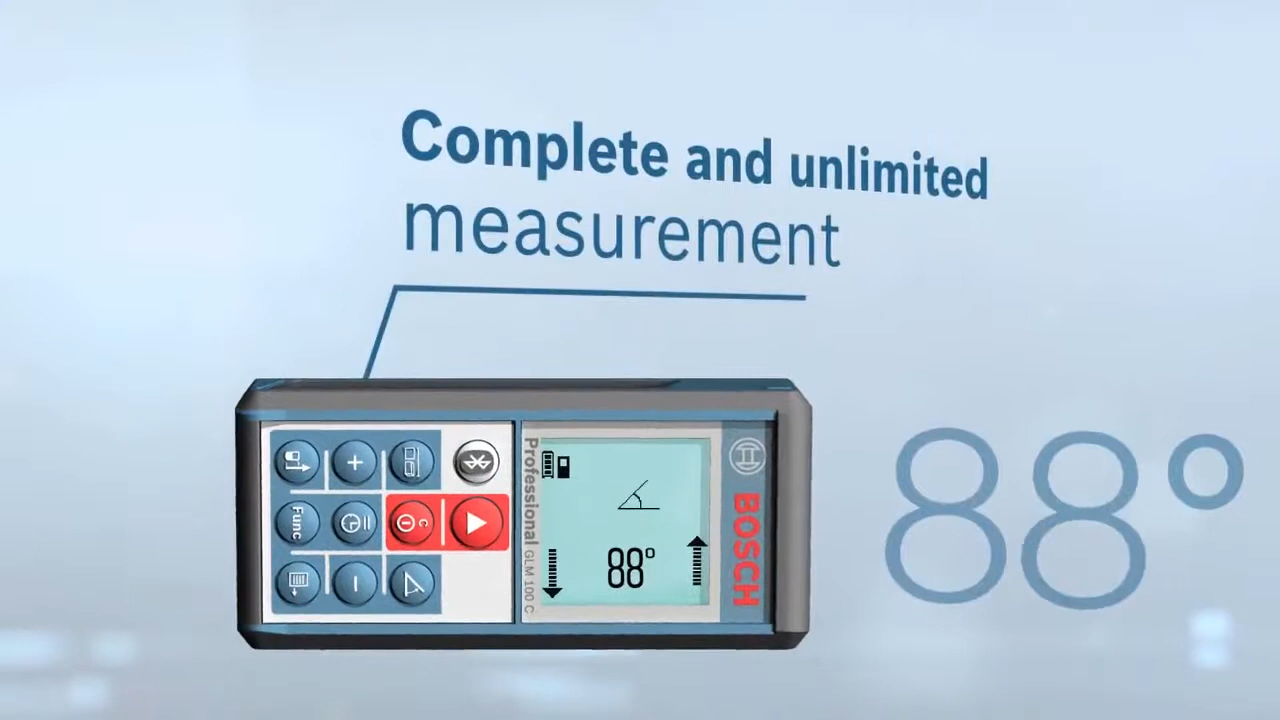 Complete and unlimited
measurement
Func
C
Professional GLM 100 C
88°
BOSCH
88°